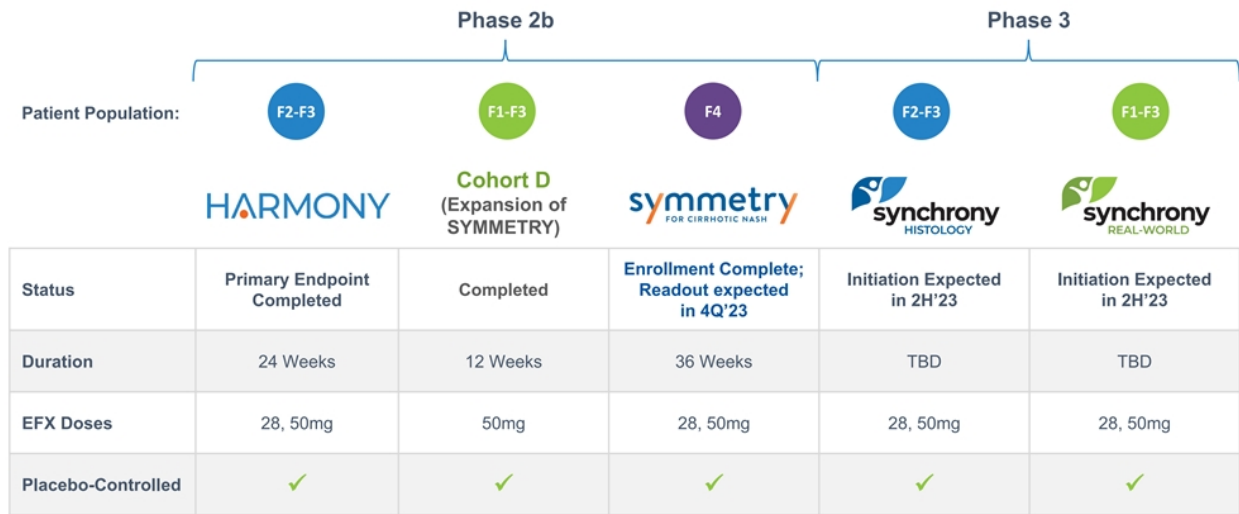 Phase 2b
Phase 3
Patient Population:
F2-F3
F1-F3
F4
F2-F3
F1-F3
HARMONY
Cohort D
(Expansion of
SYMMETRY)
symmetry
FOR CIRRHOTIC NASH
synchrony
HISTOLOGY
synchrony
REAL-WORLD
Status
Primary Endpoint
Completed
Completed
Enrollment Complete;
Readout expected
in 4Q'23
Initiation Expected
in 2H'23
Initiation Expected
in 2H'23
Duration
24 Weeks
12 Weeks
36 Weeks
TBD
TBD
EFX Doses
28, 50mg
50mg
28, 50mg
28, 50mg
28, 50mg
Placebo-Controlled
✓
✓
✓
✓
✓